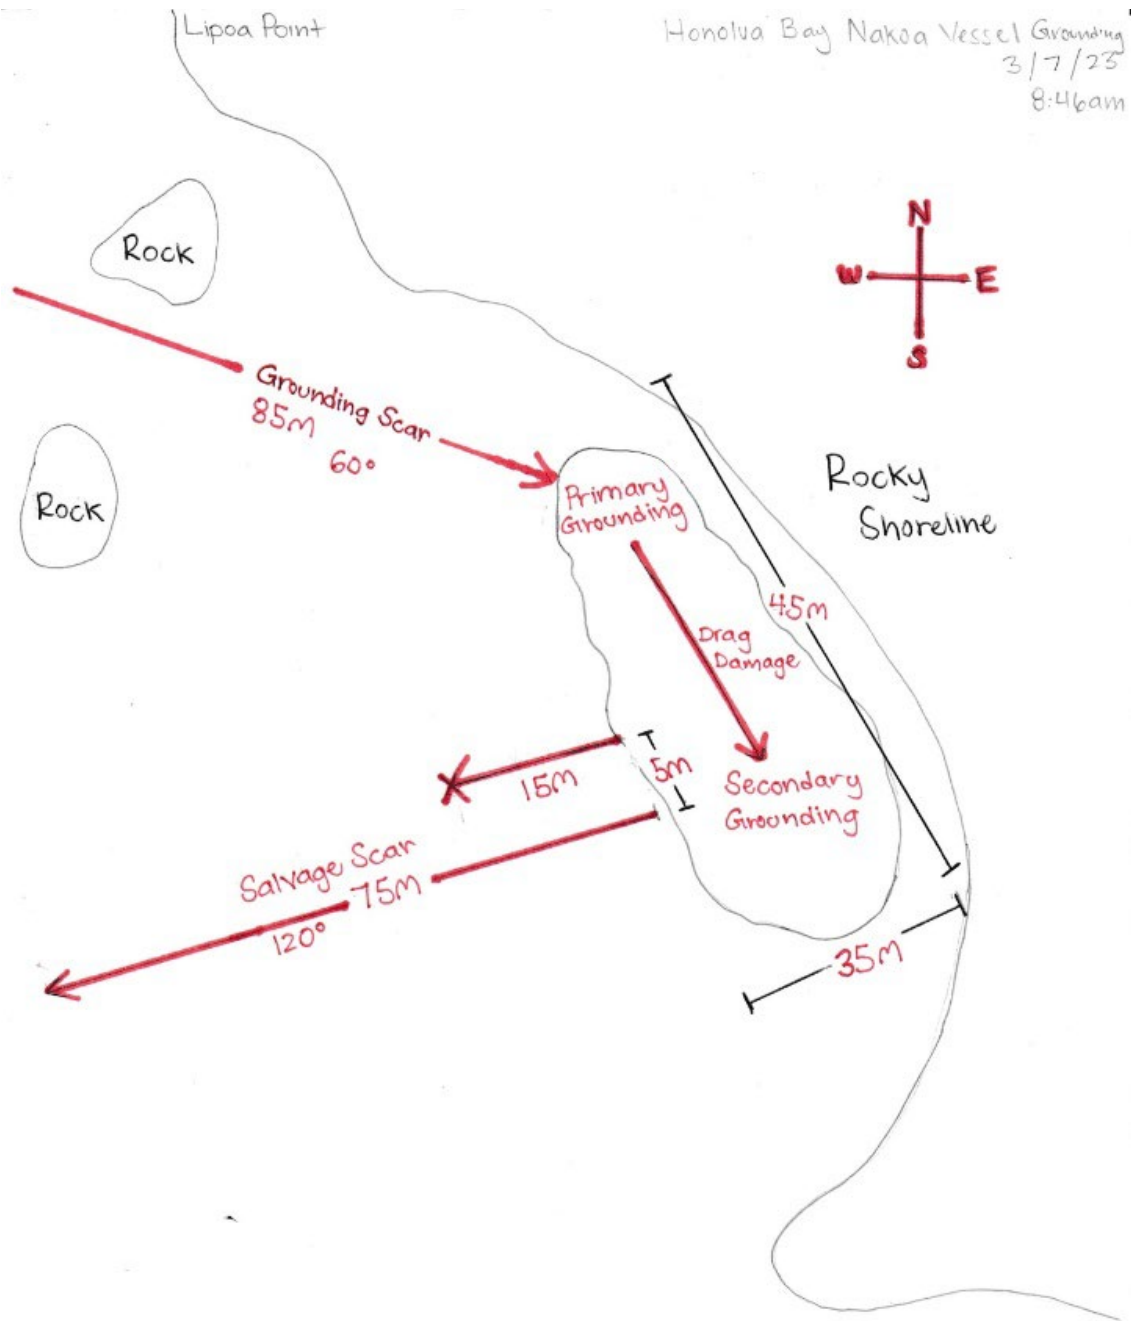 Lipoa Point
Honolua Bay Nakoa Vessel Grounding
3/7/23
8:46am
Rock
N
W E
S
Grounding Scar
85m
60°
Rock
Primary
Grounding
Rocky
Shoreline
45m
Drag
Damage
15m
5m
Secondary
Grounding
Salvage Scar
75m
120°
35m